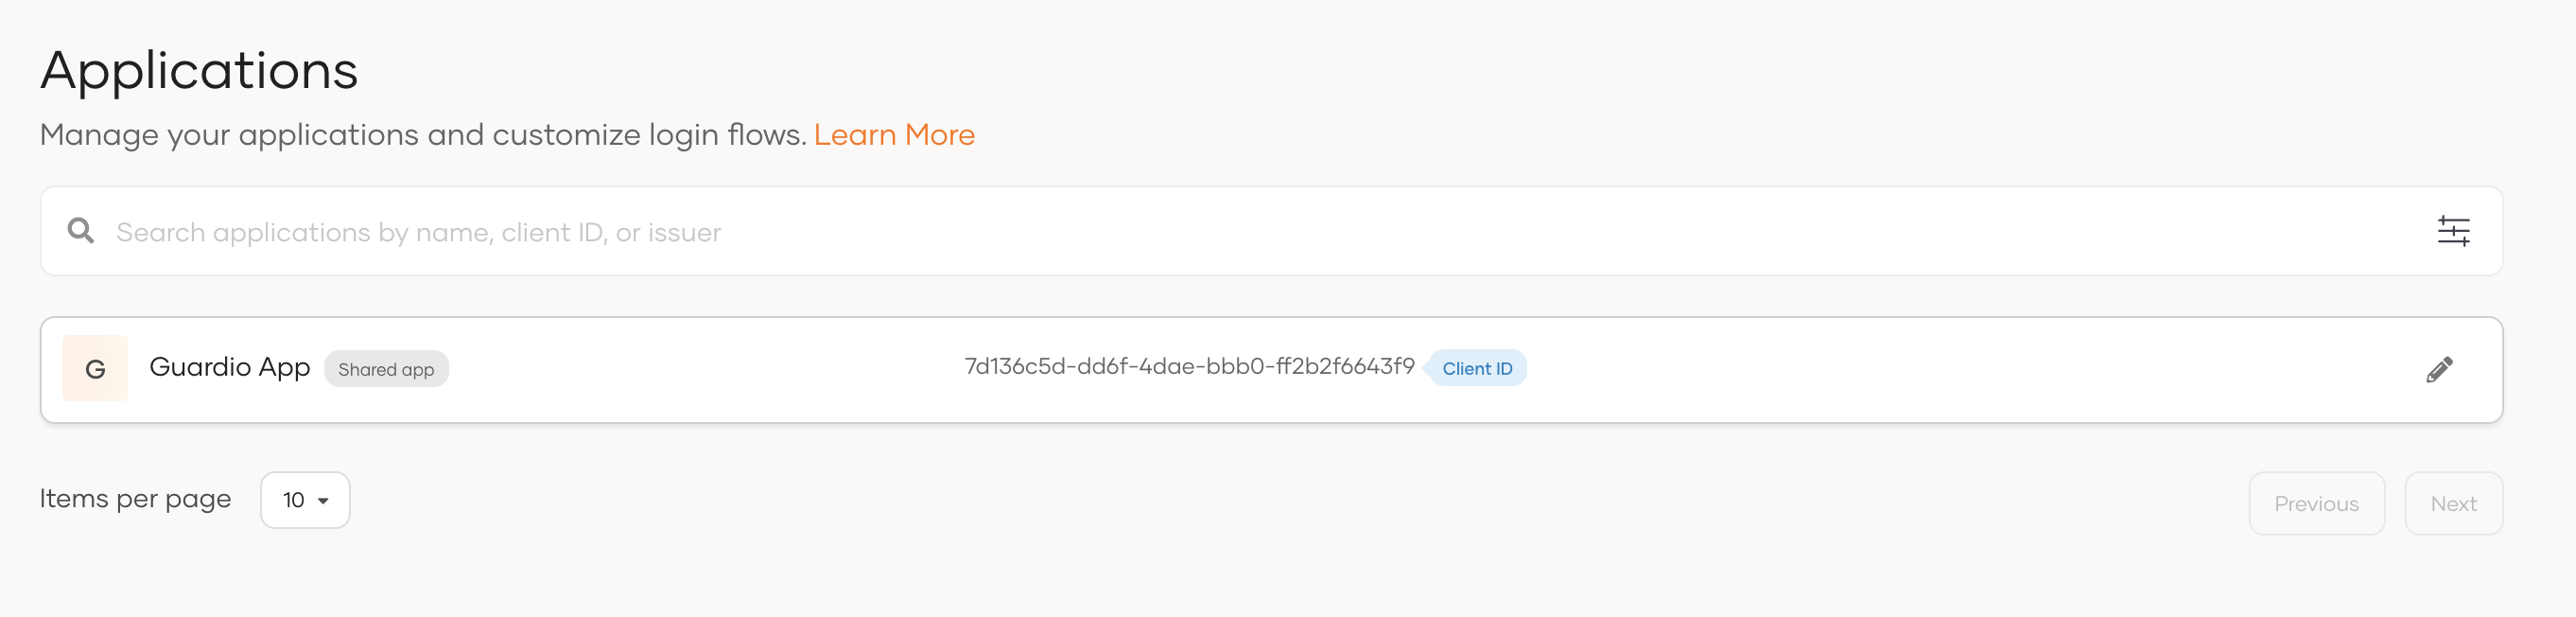 Applications
Manage your applications and customize login flows. Learn More
Search applications by name, client ID, or issuer
G Guardio App Shared app 7d136c5d-dd6f-4dae-bbb0-ff2b2f6643f9 Client ID
Items per page 10 Previous Next